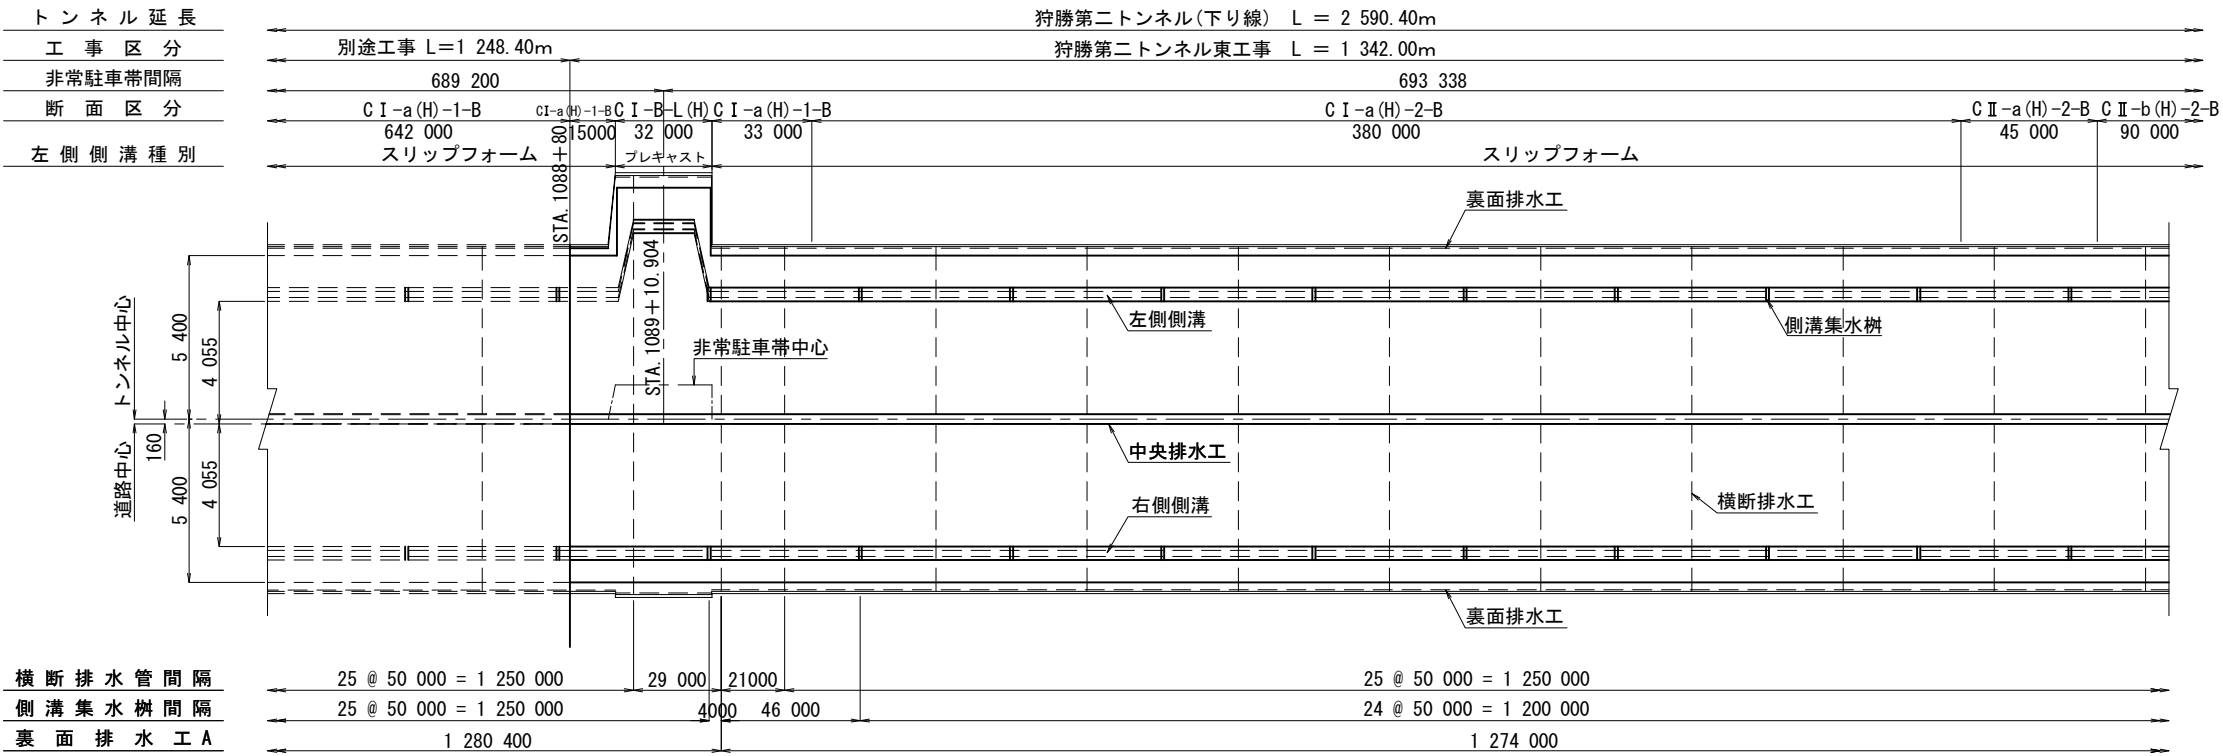 トンネル延長 狩勝第二トンネル(下り線) L = 2 590.40m
工事区分 別途工事 L=1 248.40m 狩勝第二トンネル東工事 L = 1 342.00m
非常駐車帯間隔 689 200 693 338
断面区分 CⅠ-a(H)-1-B CⅠ-a(H)-1-B CⅠ-B-L(H) CⅠ-a(H)-1-B CⅠ-a(H)-2-B CⅡ-a(H)-2-B CⅡ-b(H)-2-B
642 000 15000 32 000 33 000 380 000 45 000 90 000
左側側溝種別 スリップフォーム プレキャスト スリップフォーム
STA.1088+80
裏面排水工
STA.1089+10.904
左側側溝
側溝集水桝
非常駐車帯中心
トンネル中心
5 400
4 055
160
道路中心
5 400
4 055
中央排水工
右側側溝
横断排水工
裏面排水工
横断排水管間隔 25 @ 50 000 = 1 250 000 29 000 21000 25 @ 50 000 = 1 250 000
側溝集水桝間隔 25 @ 50 000 = 1 250 000 4000 46 000 24 @ 50 000 = 1 200 000
裏面排水工A 1 280 400 1 274 000